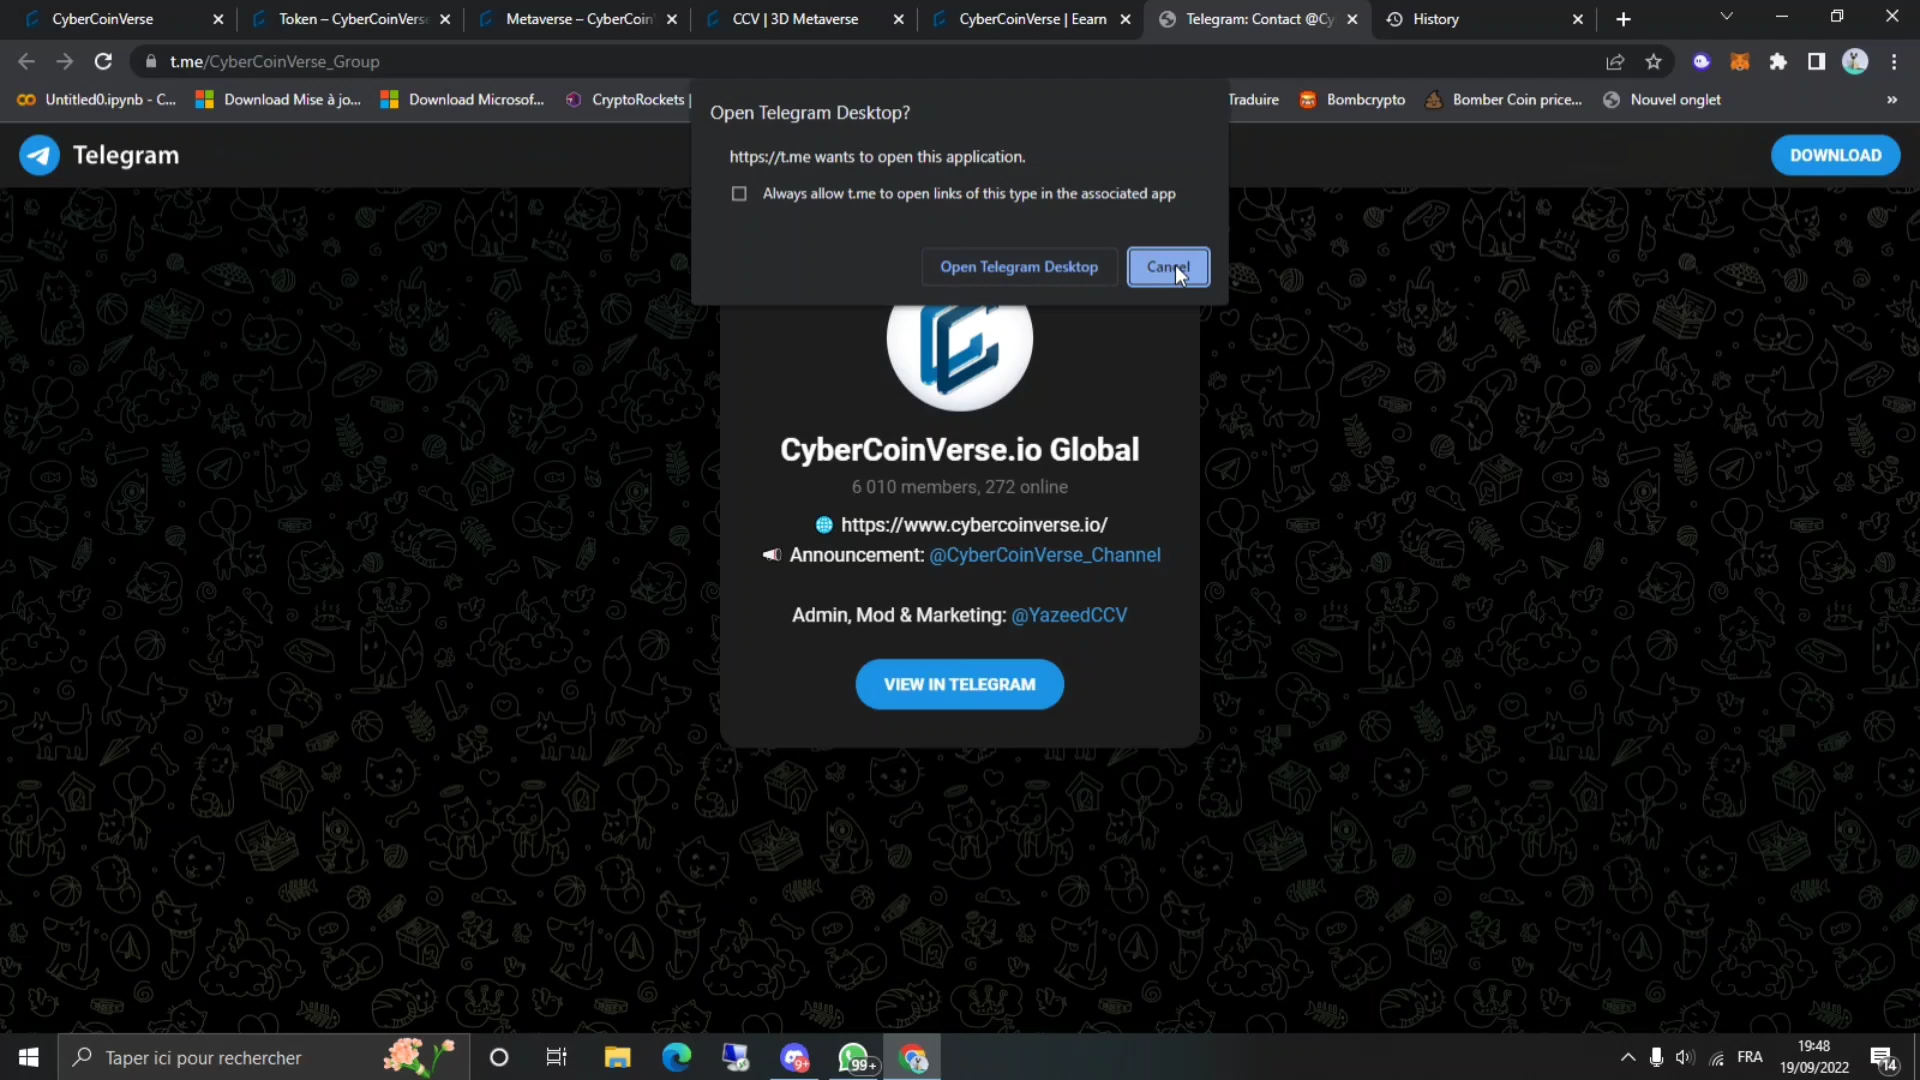 CyberCoinVerse
Token – CyberCoinVerse
Metaverse – CyberCoin
CCV | 3D Metaverse
CyberCoinVerse | Eearn
Telegram: Contact @Cy
History
t.me/CyberCoinVerse_Group
Untitled0.ipynb - C...
Download Mise à jo...
Download Microsof...
CryptoRockets |
Traduire
Bombcrypto
Bomber Coin price...
Nouvel onglet
»
Open Telegram Desktop?
https://t.me wants to open this application.
Always allow t.me to open links of this type in the associated app
Open Telegram Desktop
Cancel
Telegram
DOWNLOAD
CyberCoinVerse.io Global
6 010 members, 272 online
https://www.cybercoinverse.io/
Announcement: @CyberCoinVerse_Channel
Admin, Mod & Marketing: @YazeedCCV
VIEW IN TELEGRAM
Taper ici pour rechercher
9+
99+
FRA
19:48
19/09/2022
14